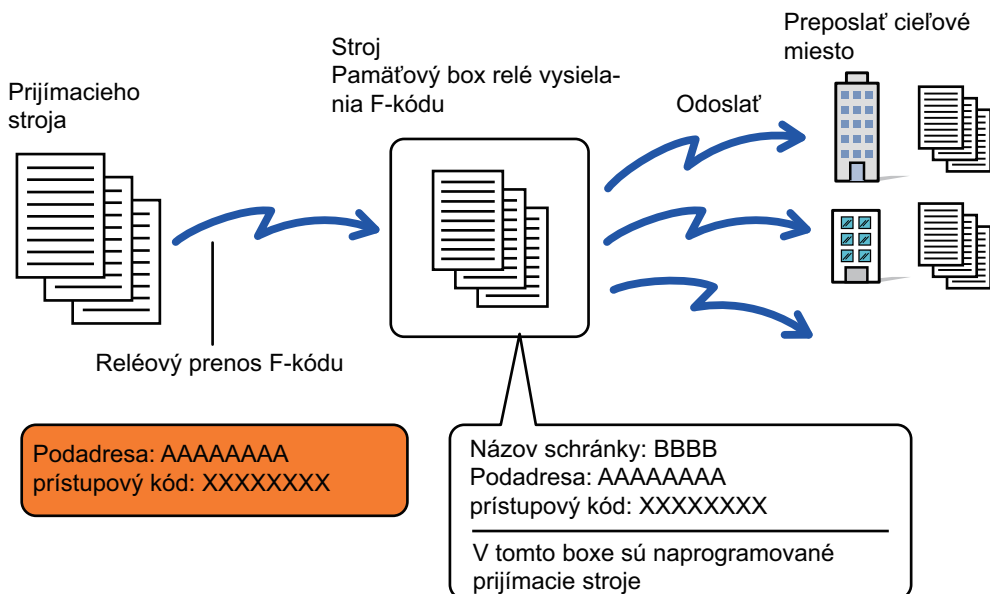 Prijímacieho
stroja
Stroj
Pamäťový box relé vysiela-
nia F-kódu
Odoslať
Preposlať cieľové
miesto
Reléový prenos F-kódu
Podadresa: AAAAAAAA
prístupový kód: XXXXXXXX
Názov schránky: BBBB
Podadresa: AAAAAAAA
prístupový kód: XXXXXXXX
V tomto boxe sú naprogramované
prijímacie stroje